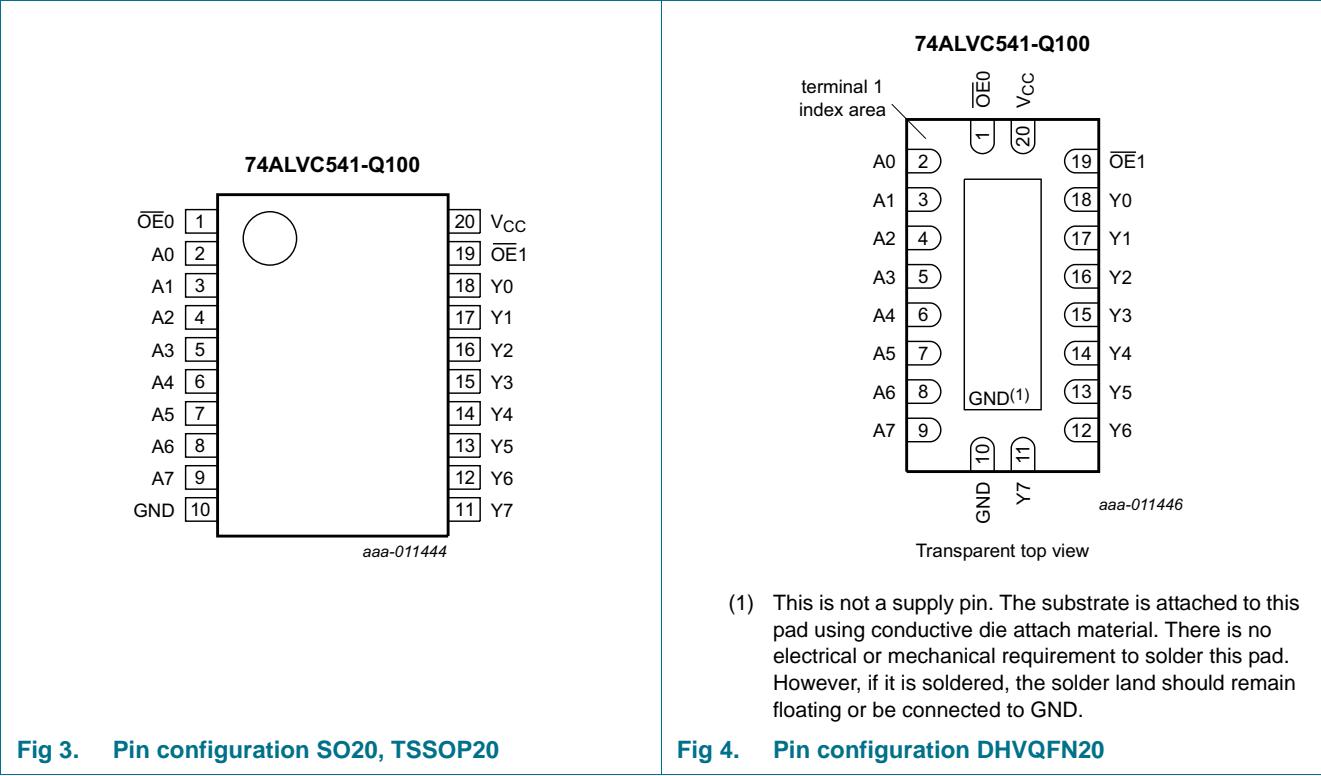 74ALVC541-Q100
O̅E̅0 1
A0 2
A1 3
A2 4
A3 5
A4 6
A5 7
A6 8
A7 9
GND 10
20 VCC
19 O̅E̅1
18 Y0
17 Y1
16 Y2
15 Y3
14 Y4
13 Y5
12 Y6
11 Y7
aaa-011444
Fig 3. Pin configuration SO20, TSSOP20
74ALVC541-Q100
terminal 1
index area
O̅E̅0̅ 1
VCC 20
A0 2
A1 3
A2 4
A3 5
A4 6
A5 7
A6 8
A7 9
19 O̅E̅1
18 Y0
17 Y1
16 Y2
15 Y3
14 Y4
13 Y5
12 Y6
GND(1)
10 GND
11 Y7
aaa-011446
Transparent top view
(1) This is not a supply pin. The substrate is attached to this
pad using conductive die attach material. There is no
electrical or mechanical requirement to solder this pad.
However, if it is soldered, the solder land should remain
floating or be connected to GND.
Fig 4. Pin configuration DHVQFN20